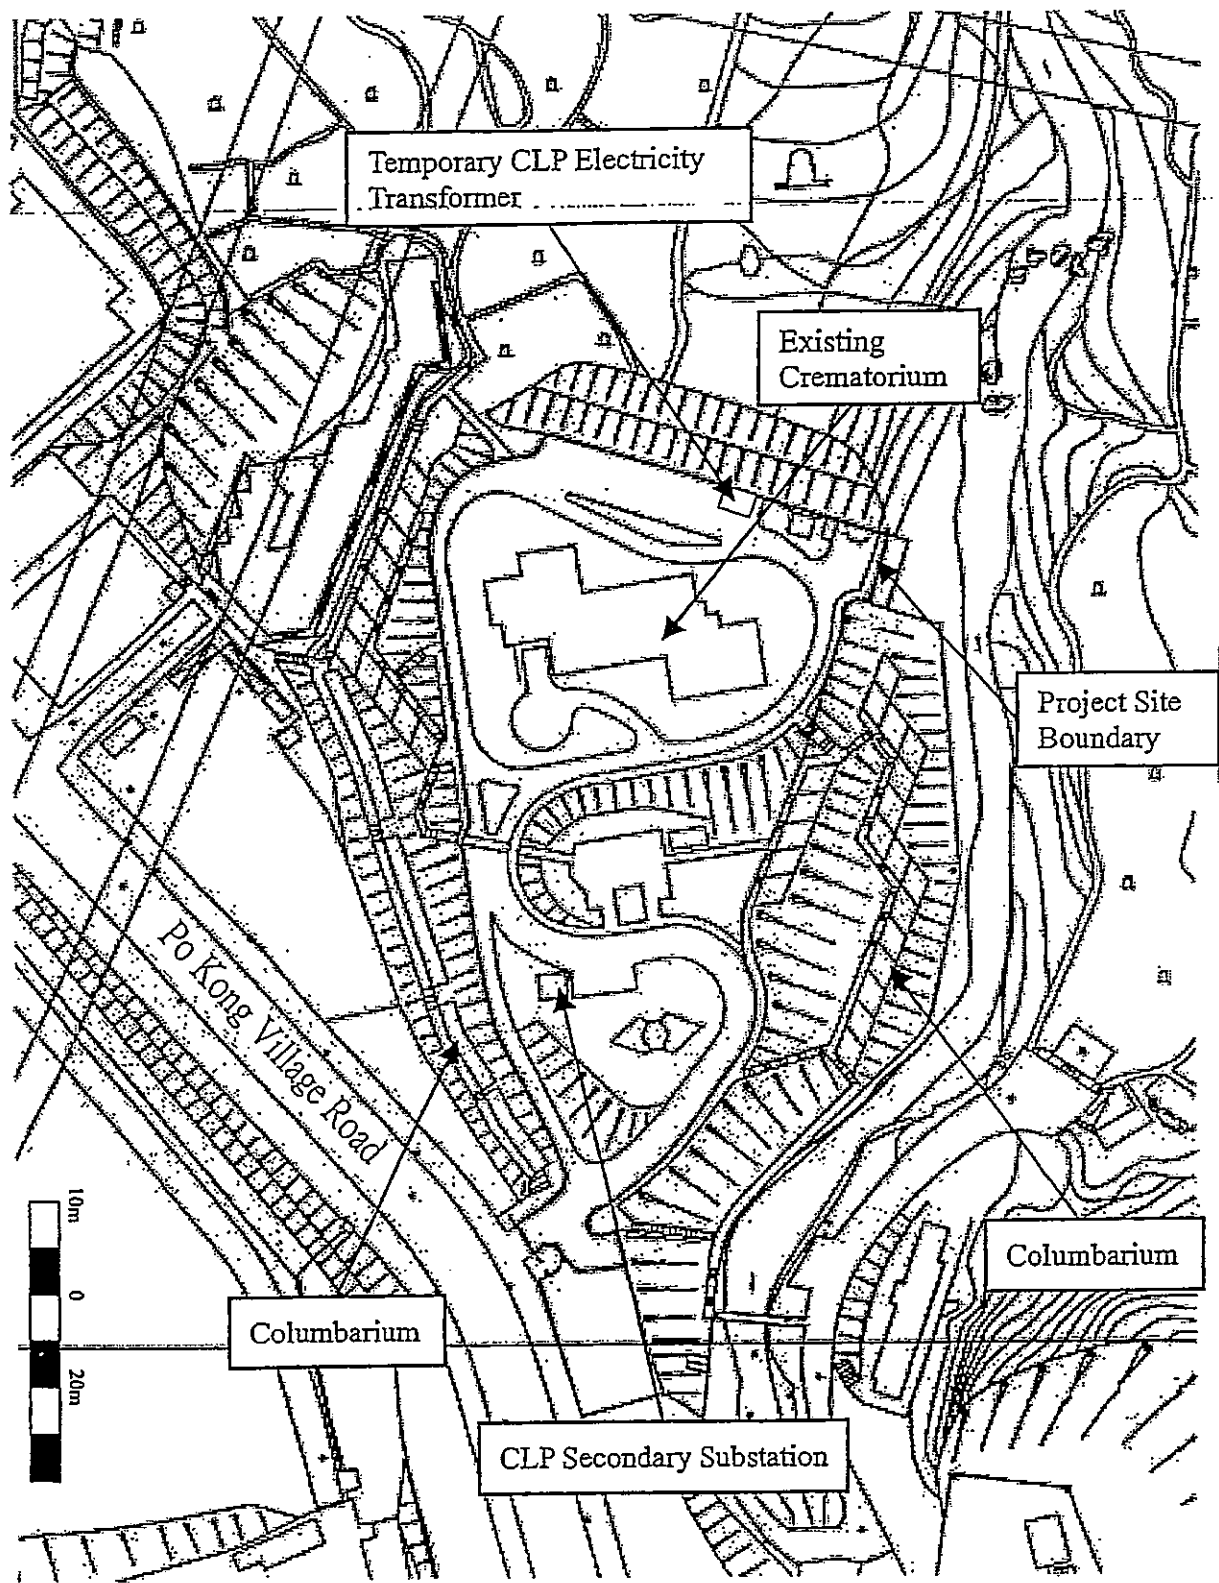 Temporary CLP Electricity
Transformer
Existing
Crematorium
Project Site
Boundary
Po Kong Village Road
Columbarium
Columbarium
CLP Secondary Substation
10m
0
20m